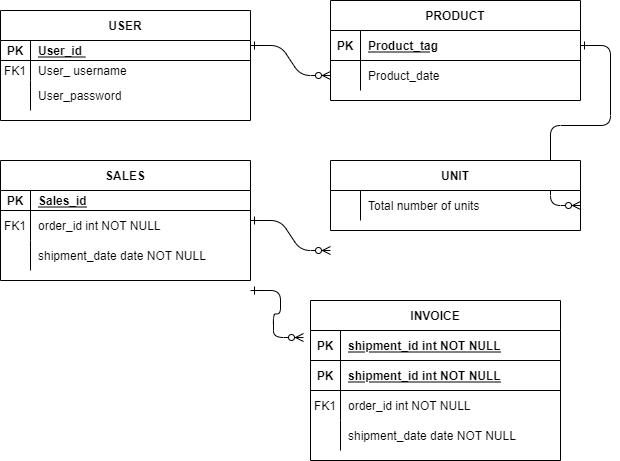 USER
PK User_id
FK1 User_ username
User_password
PRODUCT
PK Product_tag
Product_date
SALES
PK Sales_id
FK1 order_id int NOT NULL
shipment_date date NOT NULL
UNIT
Total number of units
INVOICE
PK shipment_id int NOT NULL
PK shipment_id int NOT NULL
FK1 order_id int NOT NULL
shipment_date date NOT NULL